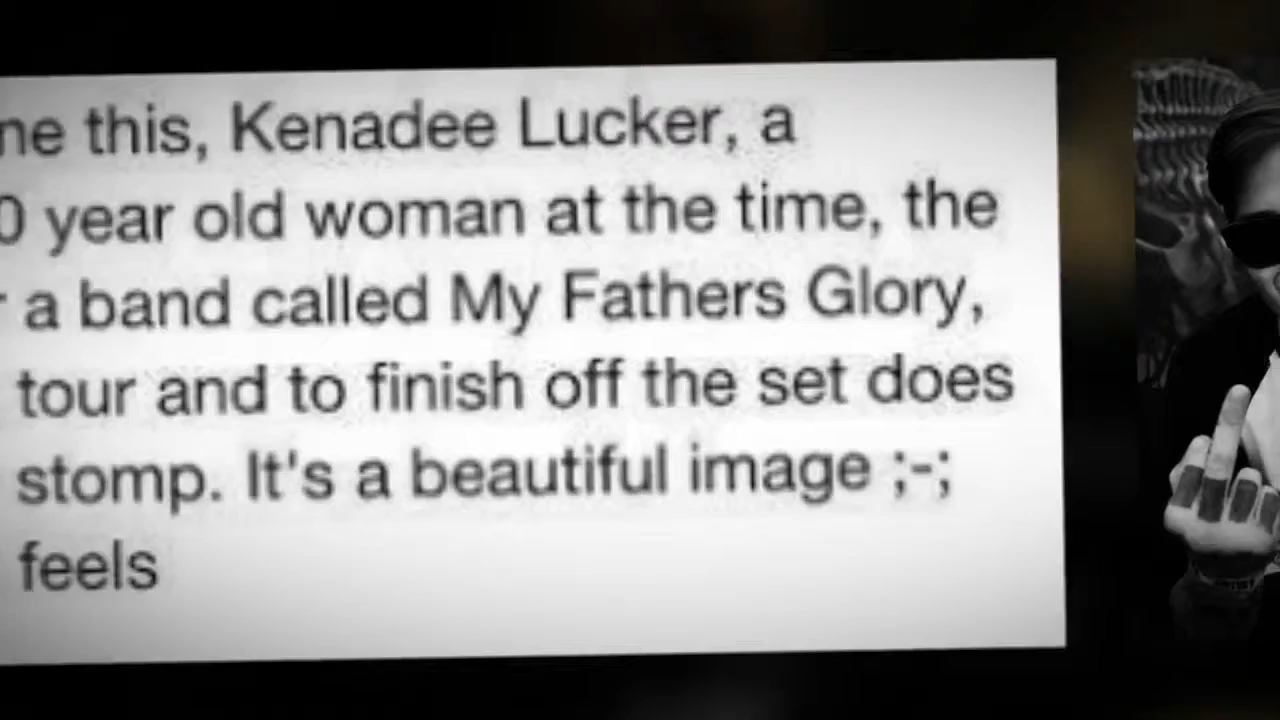 ne this, Kenadee Lucker, a
0 year old woman at the time, the
a band called My Fathers Glory,
tour and to finish off the set does
stomp. It's a beautiful image ;-;
feels